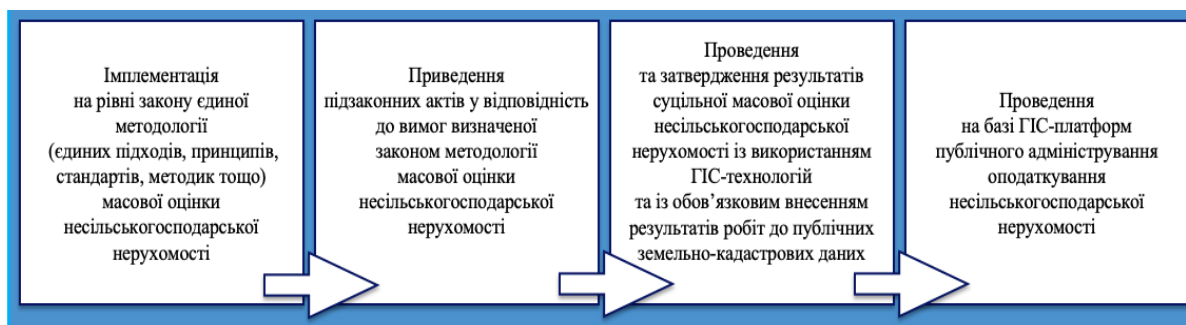 Імплементація
на рівні закону єдиної
методології
(єдиних підходів, принципів,
стандартів, методик тощо)
масової оцінки
несільськогосподарської
нерухомості
Приведення
підзаконних актів у відповідність
до вимог визначеної
законом методології
масової оцінки
несільськогосподарської
нерухомості
Проведення
та затвердження результатів
суцільної масової оцінки
несільськогосподарської
нерухомості із використанням
ГІС-технологій
та із обов’язковим внесенням
результатів робіт до публічних
земельно-кадастрових даних
Проведення
на базі ГІС-платформ
публічного адміністрування
оподаткування
несільськогосподарської
нерухомості